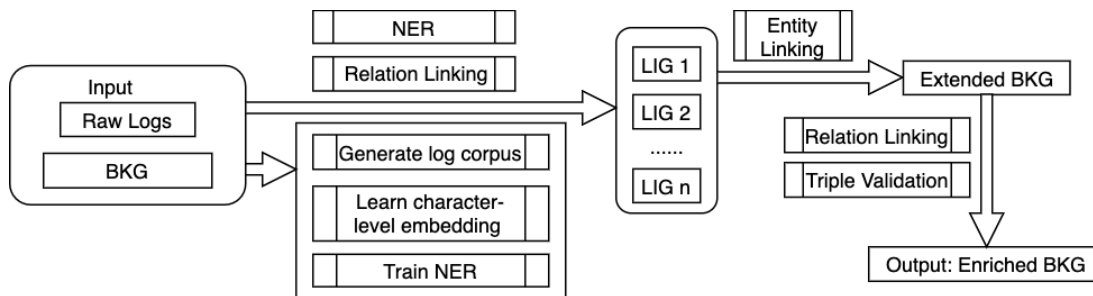 Input
Raw Logs
BKG
NER
Relation Linking
Generate log corpus
Learn character-
level embedding
Train NER
LIG 1
LIG 2
......
LIG n
Entity
Linking
Extended BKG
Relation Linking
Triple Validation
Output: Enriched BKG